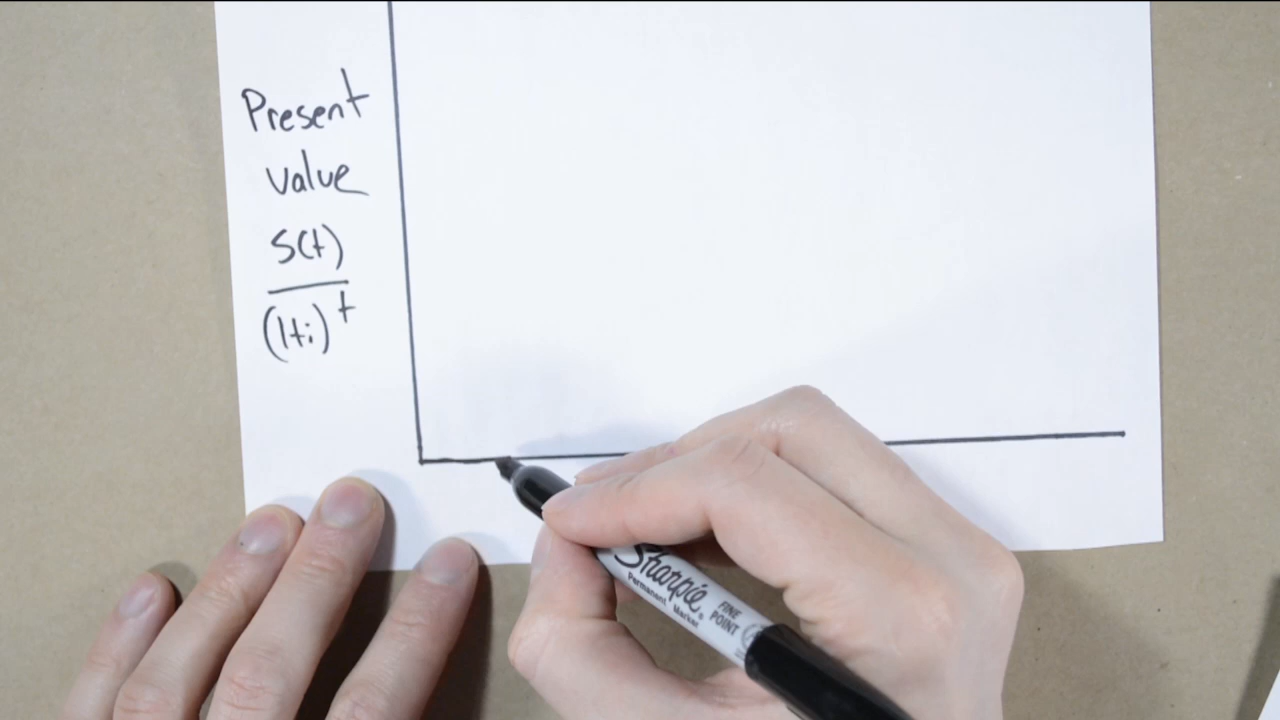 Present
value
S(t)
(1+i)^t
Sharpie®
Permanent Marker
FINE
POINT